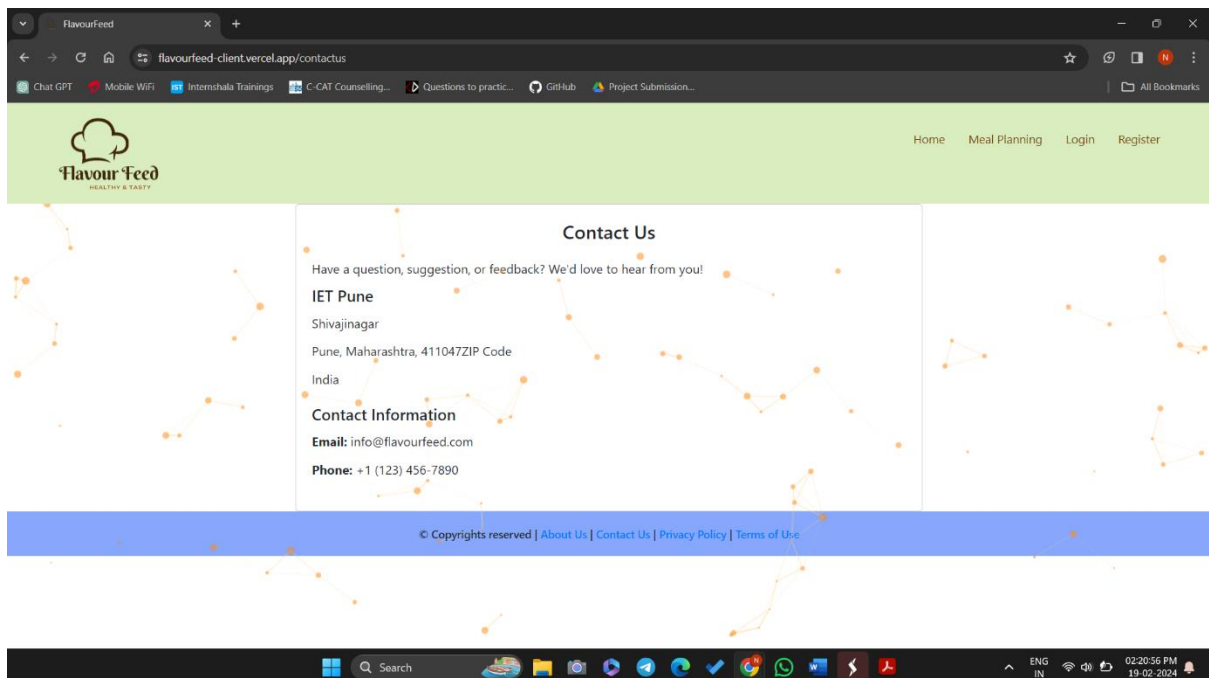 FlavourFeed
flavourfeed-client.vercel.app/contactus
N
Chat GPT Mobile WiFi IST Internshala Trainings C-CAT Counselling... Questions to practic... GitHub Project Submission... All Bookmarks
Flavour Feed
HEALTHY & TASTY
Home Meal Planning Login Register
Contact Us
Have a question, suggestion, or feedback? We'd love to hear from you!
IET Pune
Shivajinagar
Pune, Maharashtra, 411047ZIP Code
India
Contact Information
Email: info@flavourfeed.com
Phone: +1 (123) 456-7890
© Copyrights reserved | About Us | Contact Us | Privacy Policy | Terms of Use
Search
ENG
IN
02:20:56 PM
19-02-2024